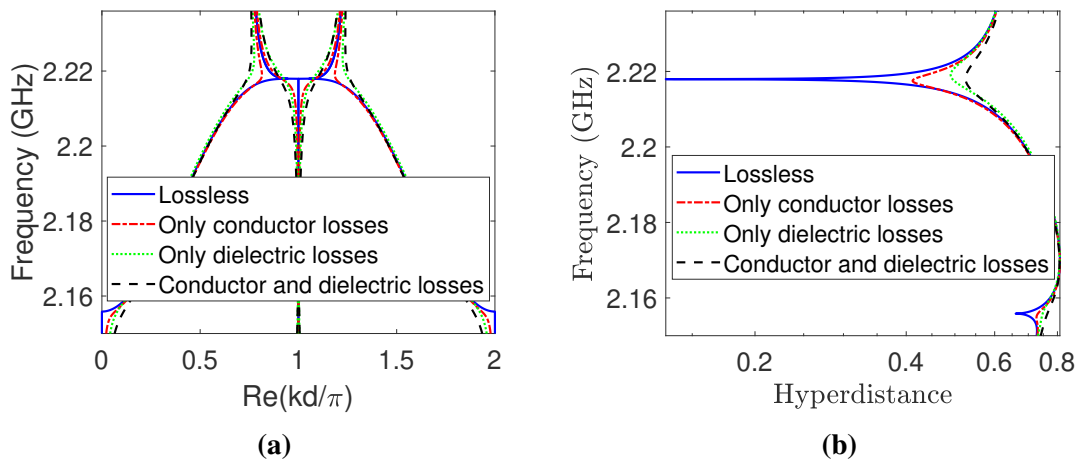 Frequency (GHz)
2.22
2.2
2.18
2.16
Lossless
Only conductor losses
Only dielectric losses
Conductor and dielectric losses
0
0.5
1
1.5
2
Re(kd/π)
(a)
Frequency (GHz)
2.22
2.2
2.18
2.16
Lossless
Only conductor losses
Only dielectric losses
Conductor and dielectric losses
0.2
0.4
0.6
0.8
Hyperdistance
(b)